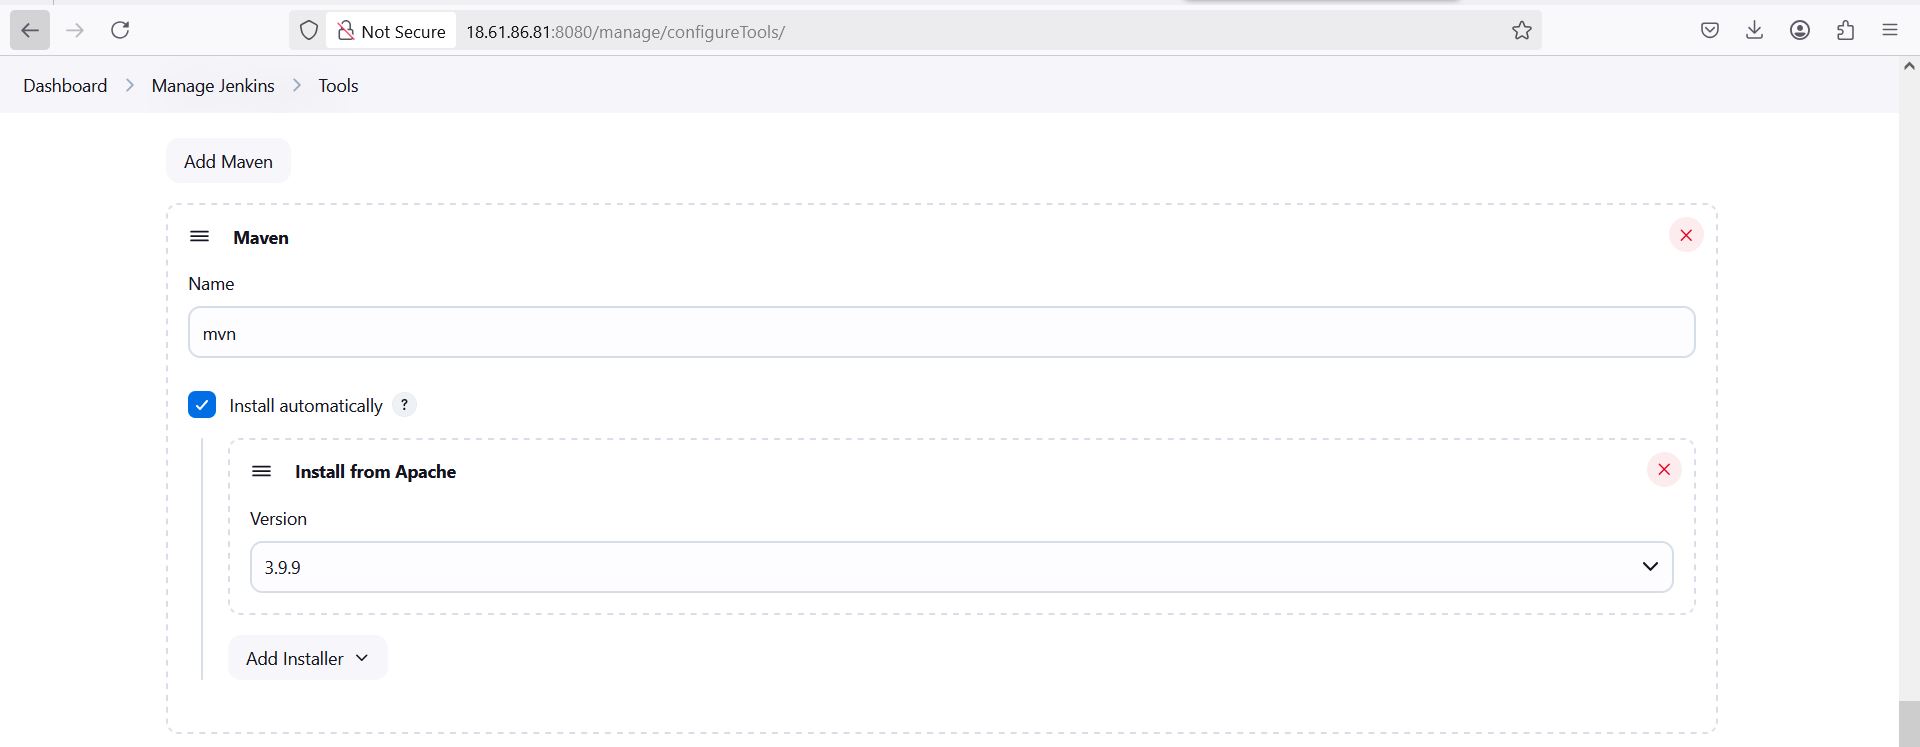 Not Secure 18.61.86.81:8080/manage/configureTools/
Dashboard > Manage Jenkins > Tools
Add Maven
Maven
Name
mvn
Install automatically ?
Install from Apache
Version
3.9.9
Add Installer